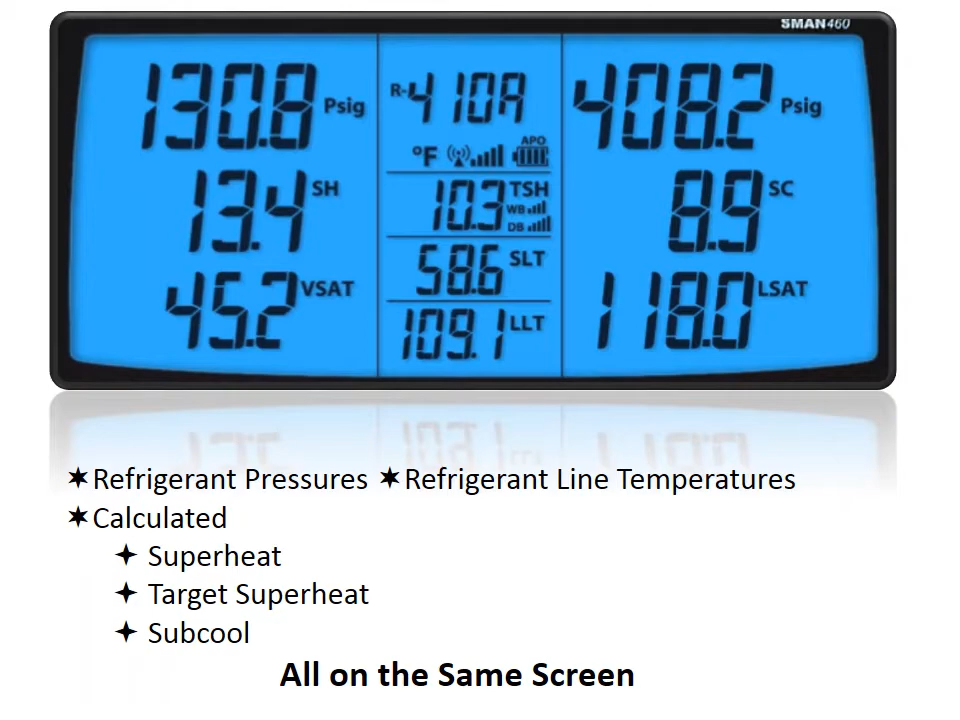 SMAN460
130.8 Psig
13.4 SH
45.2 VSAT
R-410A
°F APO
10.3 TSH
WB
DB
58.6 SLT
109.1 LLT
408.2 Psig
8.9 SC
118.0 LSAT
✶Refrigerant Pressures ✶Refrigerant Line Temperatures
✶Calculated
✦ Superheat
✦ Target Superheat
✦ Subcool
All on the Same Screen